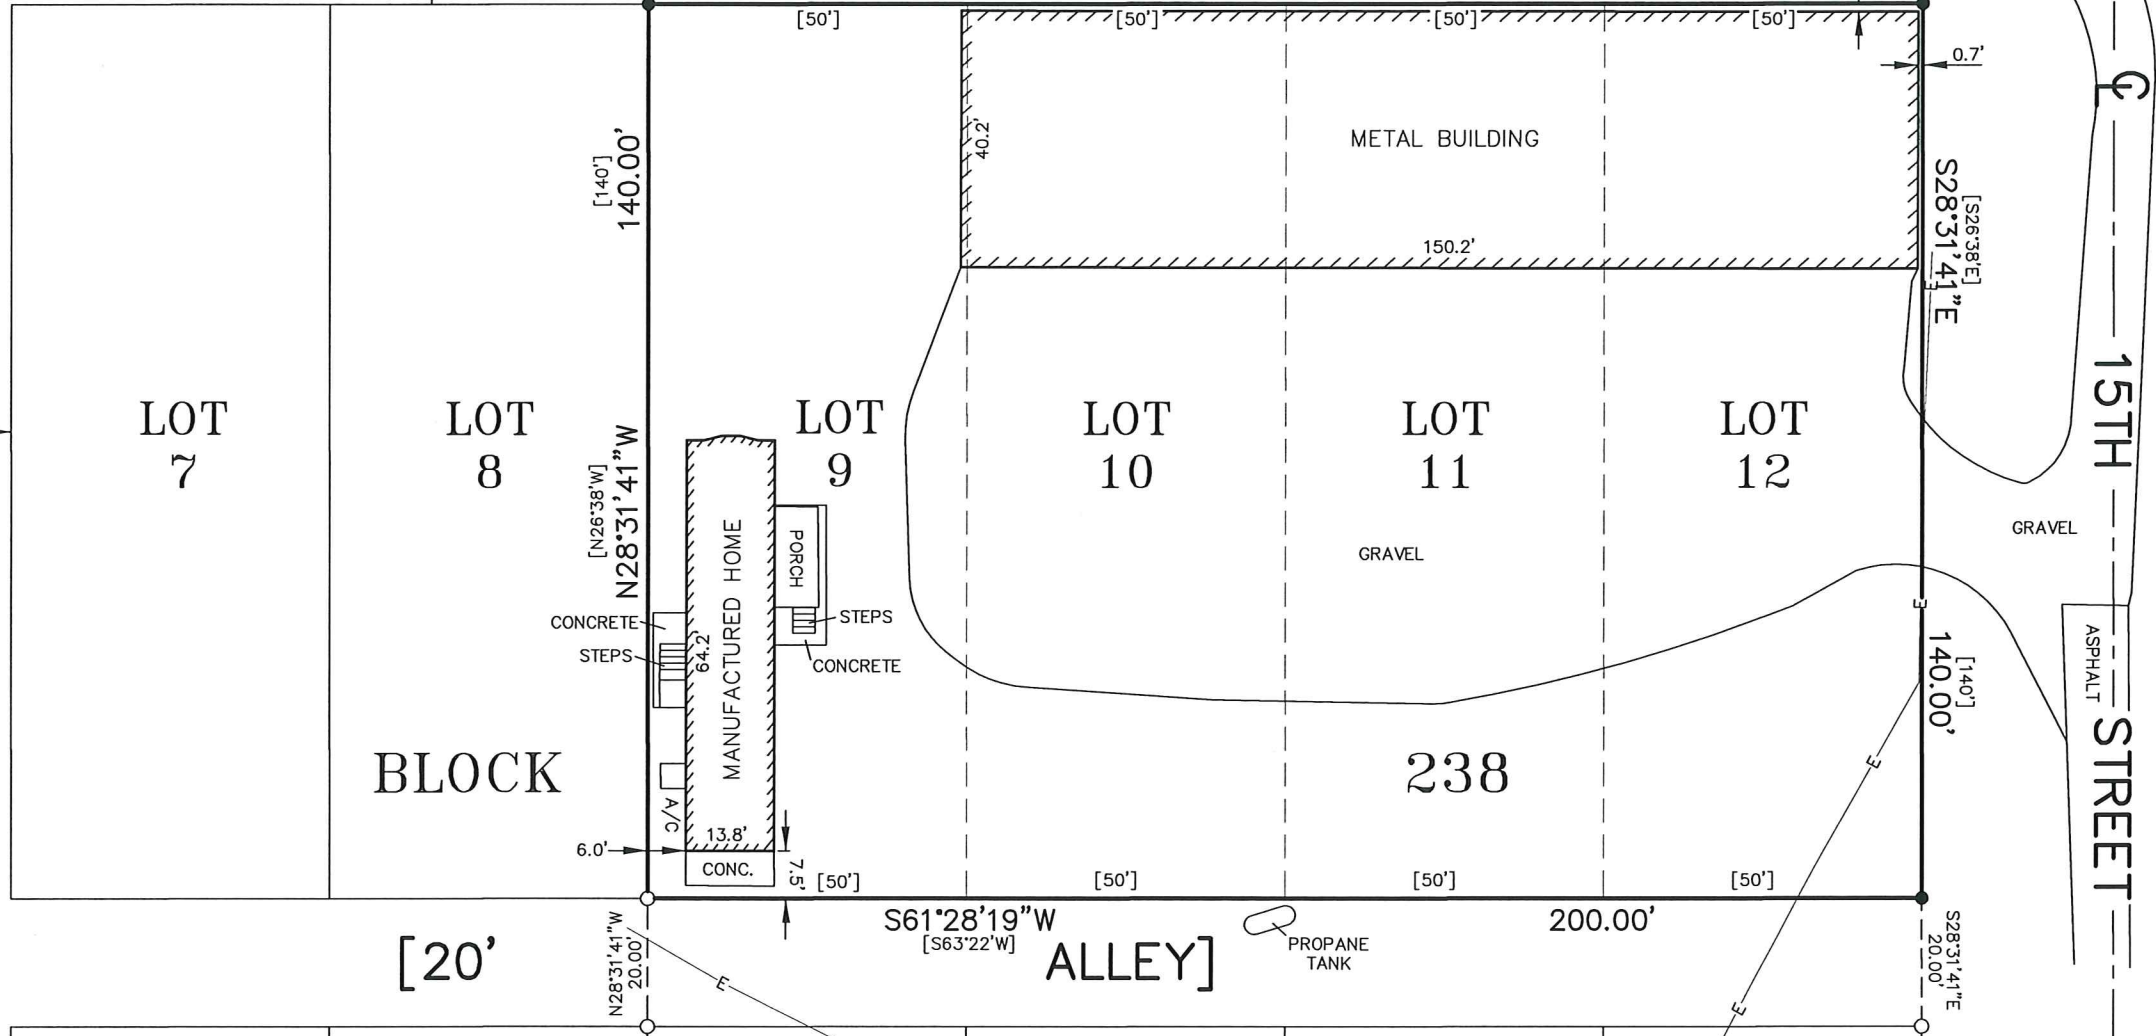 [50']
[50']
[50']
[50']
0.7'
℄
METAL BUILDING
40.2'
150.2'
[140']
140.00'
S28°31'41"E
[S26°38'E]
15TH STREET
LOT
7
LOT
8
LOT
9
LOT
10
LOT
11
LOT
12
[N26°38'W]
N28°31'41"W
MANUFACTURED HOME
64.2'
PORCH
STEPS
CONCRETE
CONCRETE
STEPS
GRAVEL
GRAVEL
E
E
ASPHALT
[140']
140.00'
BLOCK
238
A/C
E
13.8'
6.0'
CONC.
7.5'
[50']
[50']
[50']
[50']
S61°28'19"W
[S63°22'W]
200.00'
[20'
ALLEY]
PROPANE
TANK
N28°31'41"W
20.00'
S28°31'41"E
20.00'
E
E